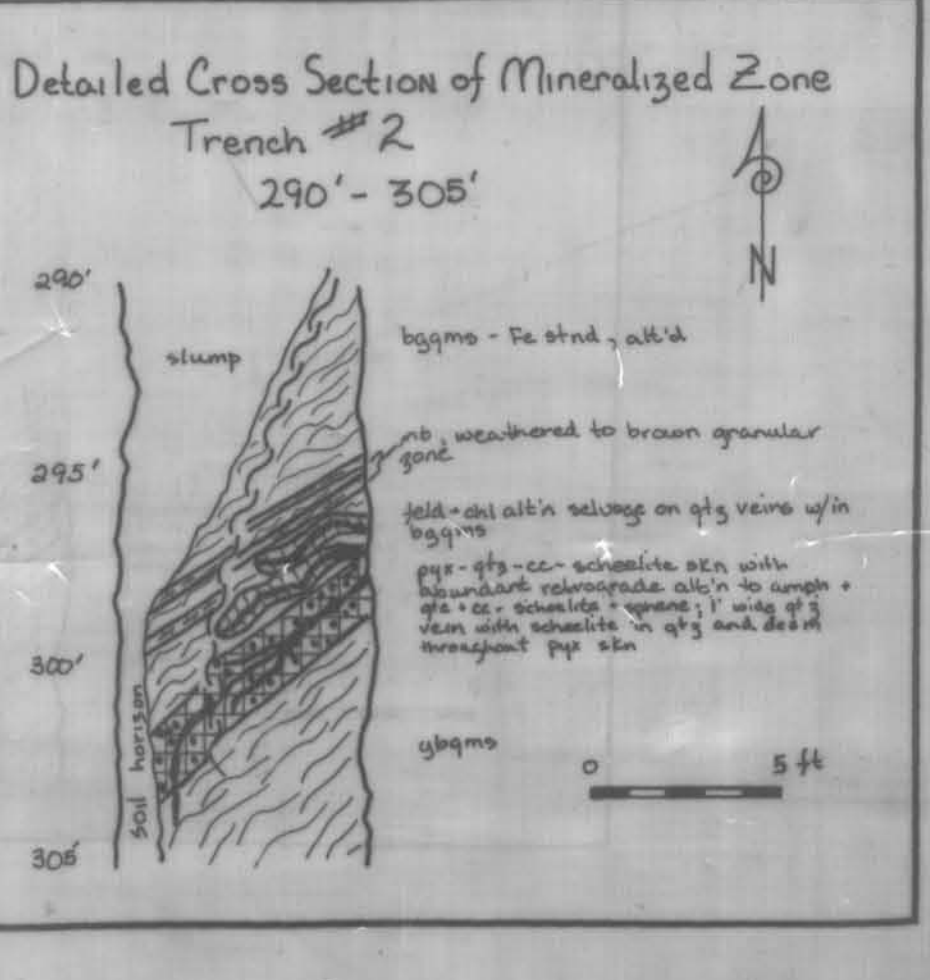 Detailed Cross Section of Mineralized Zone
Trench #2
290' - 305'
N
290'
slump
bgqms - Fe stnd, alt'd
295'
mb, weathered to brown granular
zone
feld + chl alt'n selvage on qtz veins w/in
bgqms
pyx-qtz-cc-scheelite skn with
abundant retrograde alt'n to amph +
qtz + cc + scheelite + sphene; 1' wide qtz
vein with scheelite in qtz and dissem
throughout pyx skn
300'
soil horison
ybqms
0 5 ft
305'